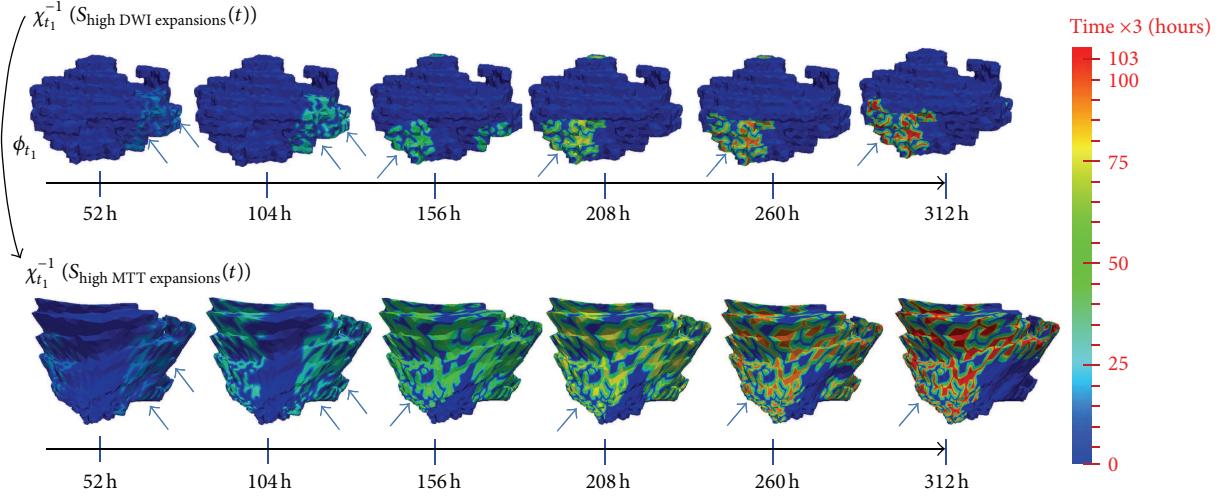 χ_{t_1}^{-1} (S_{high DWI expansions}(t))
ϕ_{t_1}
52 h 104 h 156 h 208 h 260 h 312 h
χ_{t_1}^{-1} (S_{high MTT expansions}(t))
52 h 104 h 156 h 208 h 260 h 312 h
Time ×3 (hours)
103
100
75
50
25
0